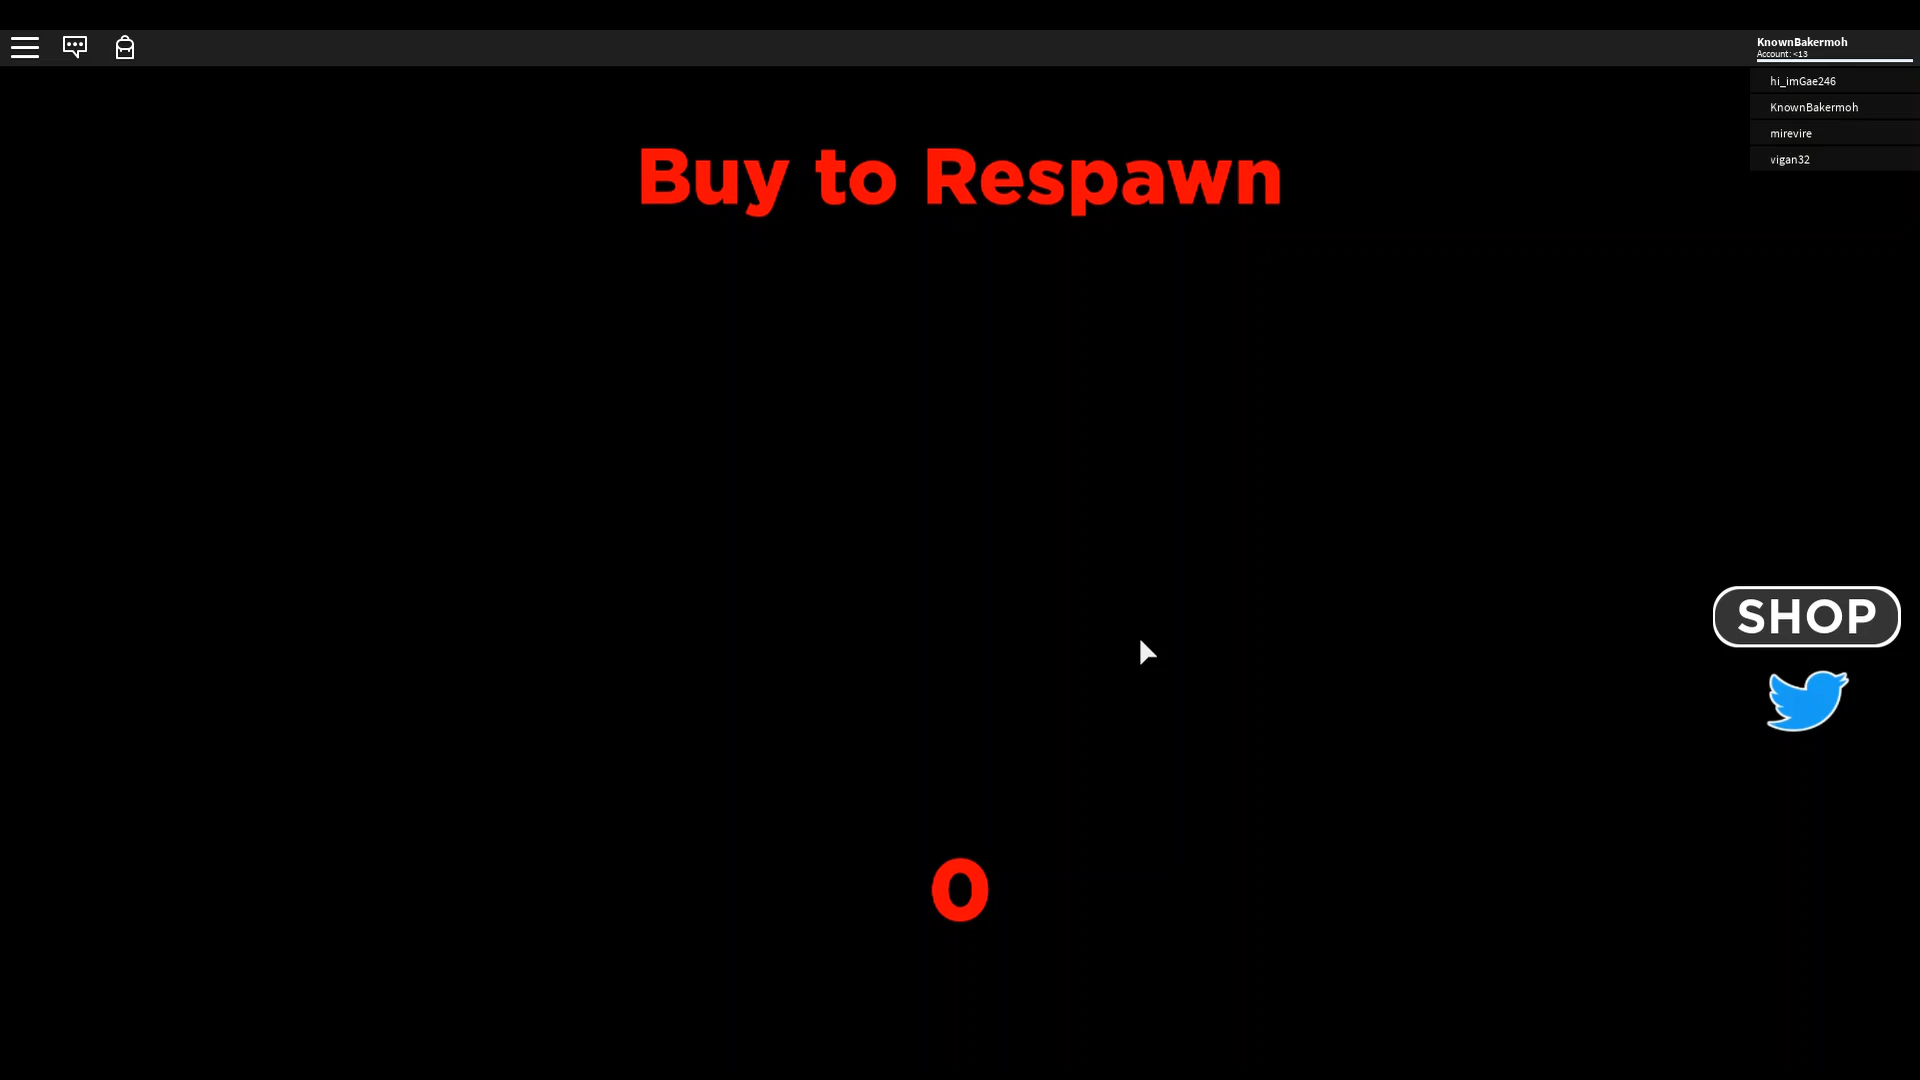 KnownBakermoh
Account: <13
hi_imGae246
KnownBakermoh
mirevire
vigan32
Buy to Respawn
SHOP
0